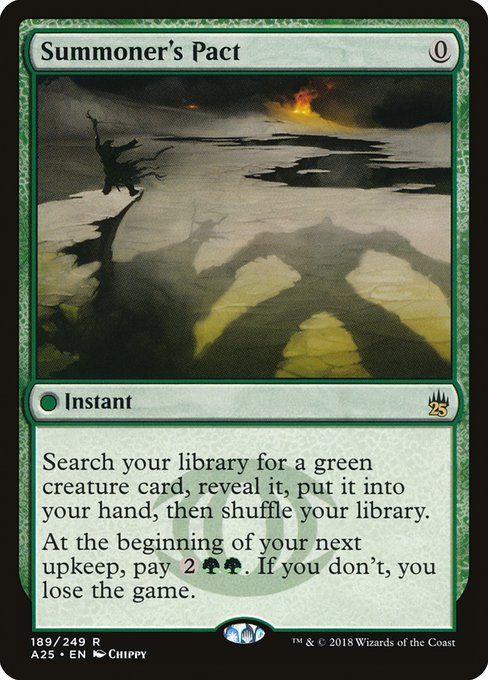 Summoner's Pact 0
Instant
25
Search your library for a green
creature card, reveal it, put it into
your hand, then shuffle your library.
At the beginning of your next
upkeep, pay 2. If you don't, you
lose the game.
189/249 R
A25 • EN Chippy
™ & © 2018 Wizards of the Coast